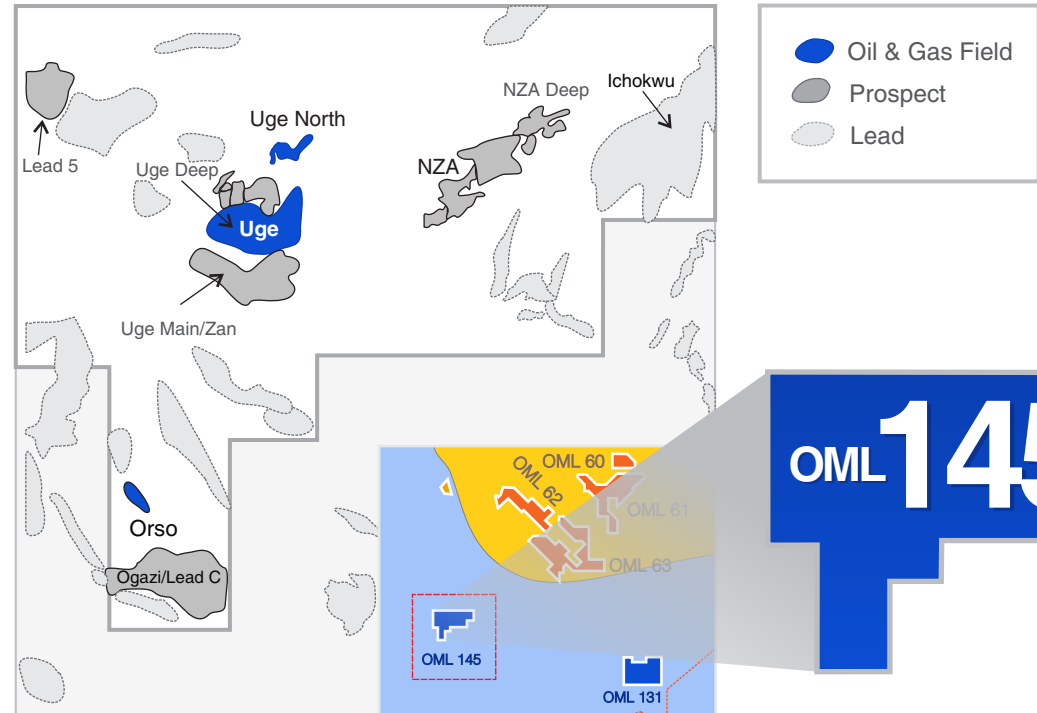 Oil & Gas Field
Prospect
Lead
NZA Deep
Ichokwu
Uge North
Lead 5
Uge Deep
NZA
Uge
Uge Main/Zan
Orso
Ogazi/Lead C
OML 60
OML 62
OML 61
OML 63
OML 145
OML 131
OML 145